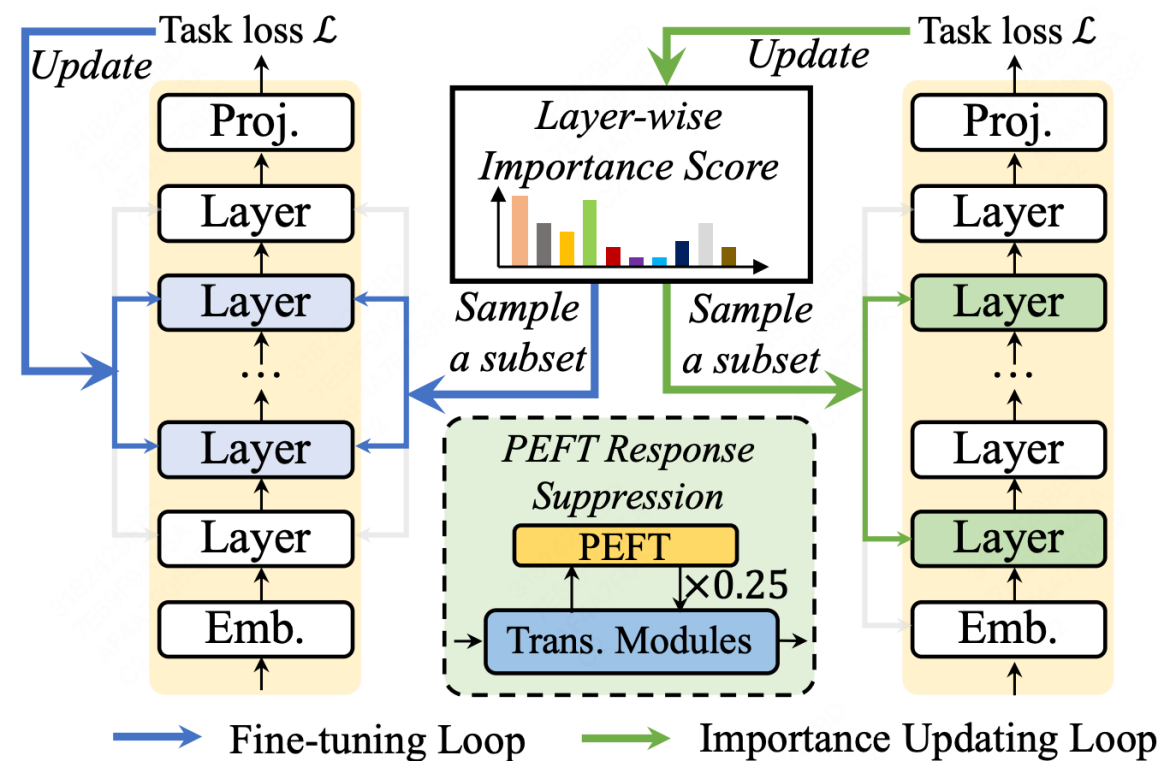 Task loss ℒ
Update
Proj.
Layer
Layer
...
Layer
Layer
Emb.
Layer-wise
Importance Score
Sample
a subset
Sample
a subset
PEFT Response
Suppression
PEFT
×0.25
Trans. Modules
Task loss ℒ
Update
Proj.
Layer
Layer
...
Layer
Layer
Emb.
Fine-tuning Loop
Importance Updating Loop